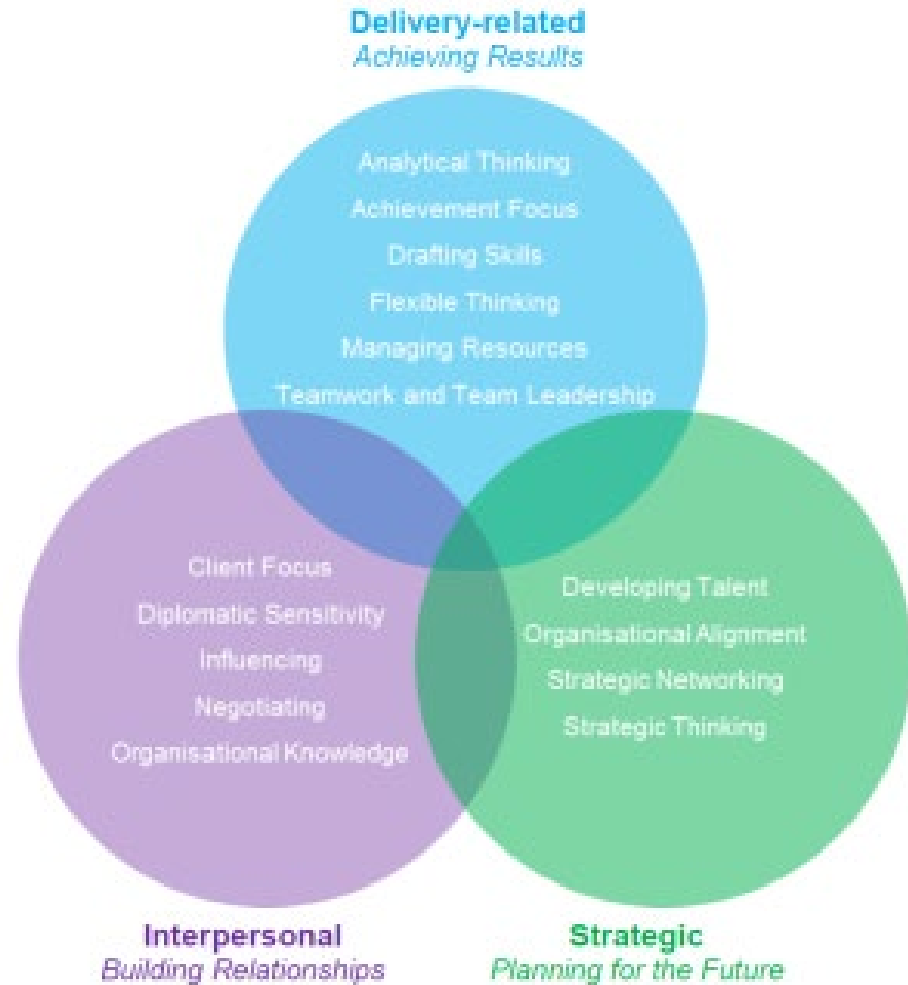 Delivery-related
Achieving Results
Analytical Thinking
Achievement Focus
Drafting Skills
Flexible Thinking
Managing Resources
Teamwork and Team Leadership
Client Focus
Diplomatic Sensitivity
Influencing
Negotiating
Organisational Knowledge
Developing Talent
Organisational Alignment
Strategic Networking
Strategic Thinking
Interpersonal
Building Relationships
Strategic
Planning for the Future